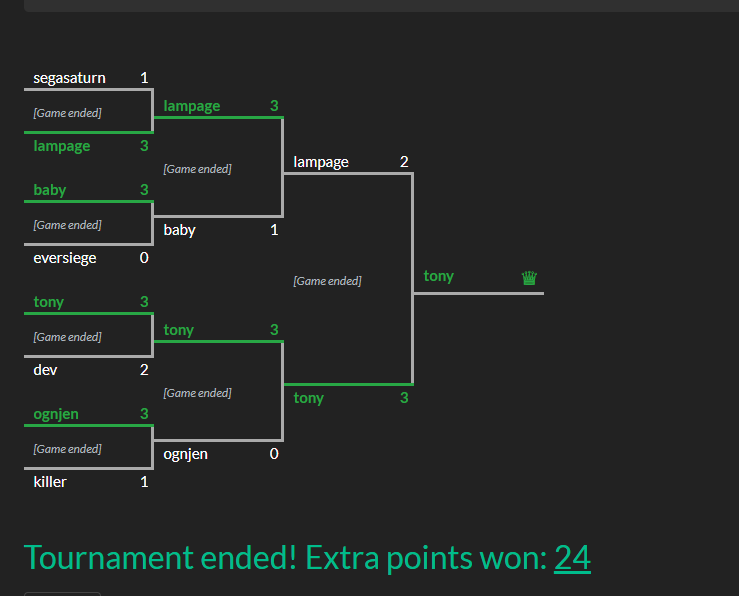 segasaturn 1
[Game ended]
lampage 3
lampage 3
[Game ended]
baby 3
[Game ended]
eversiege 0
baby 1
lampage 2
[Game ended]
tony 3
tony 3
[Game ended]
dev 2
tony 3
[Game ended]
ognjen 3
[Game ended]
killer 1
ognjen 0
tony
Tournament ended! Extra points won: 24